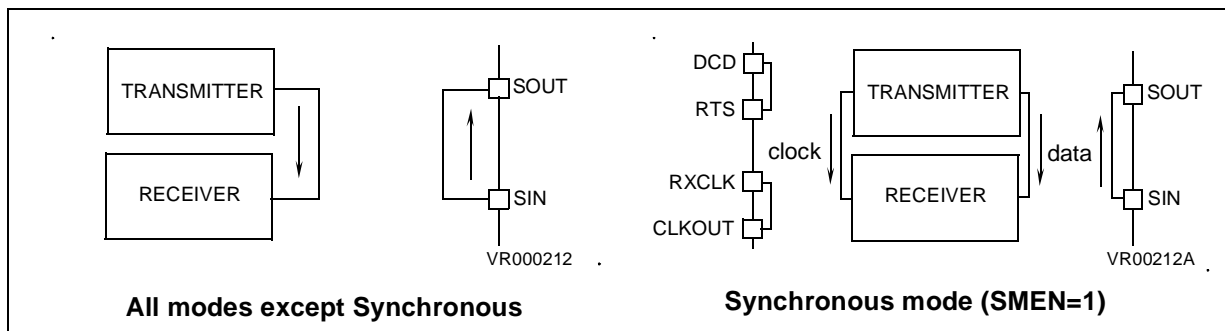 TRANSMITTER
RECEIVER
SOUT
SIN
VR000212
All modes except Synchronous
DCD
RTS
RXCLK
CLKOUT
clock
TRANSMITTER
RECEIVER
data
SOUT
SIN
VR00212A
Synchronous mode (SMEN=1)